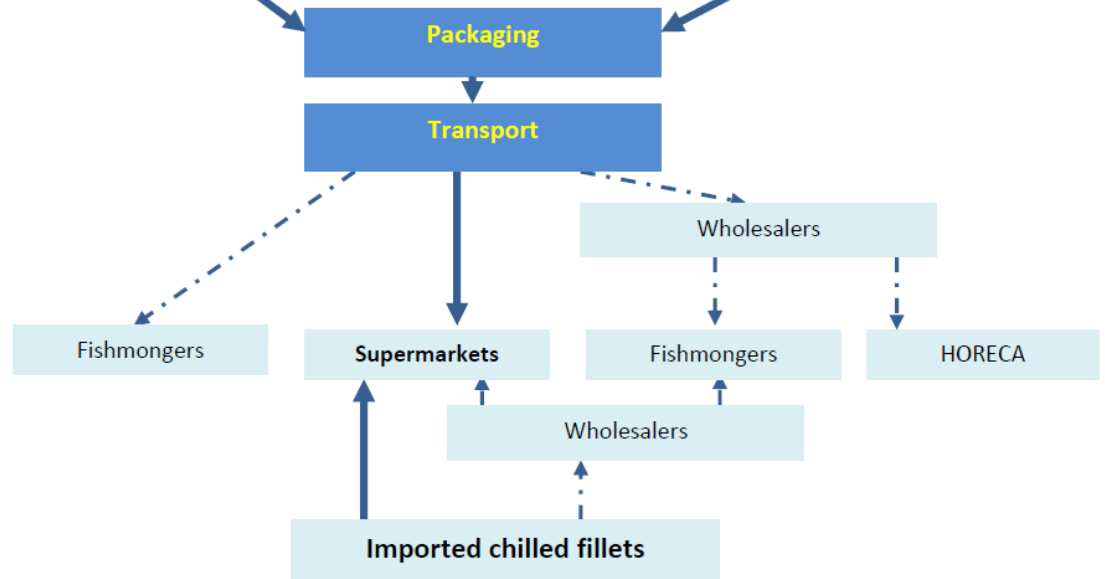 Packaging
Transport
Wholesalers
Fishmongers
Supermarkets
Fishmongers
HORECA
Wholesalers
Imported chilled fillets